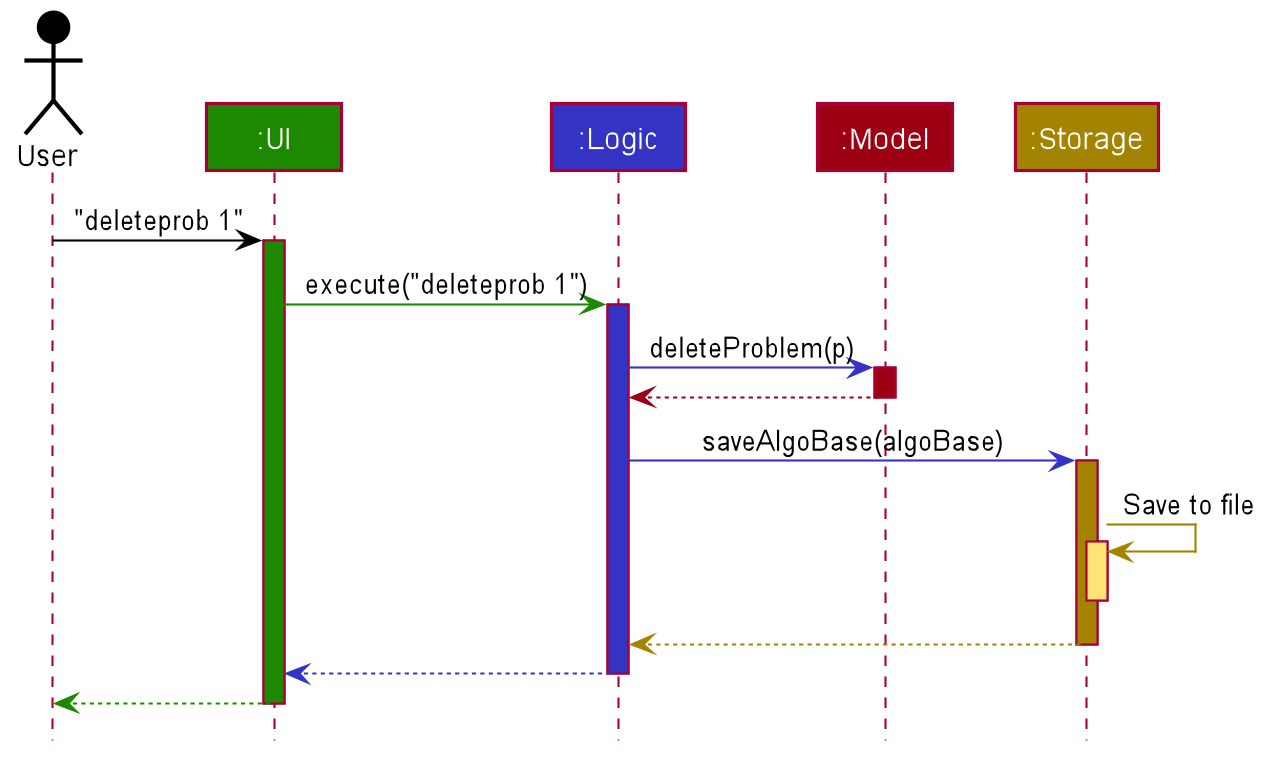 User
:UI
:Logic
:Model
:Storage
"deleteprob 1"
execute("deleteprob 1")
deleteProblem(p)
saveAlgoBase(algoBase)
Save to file